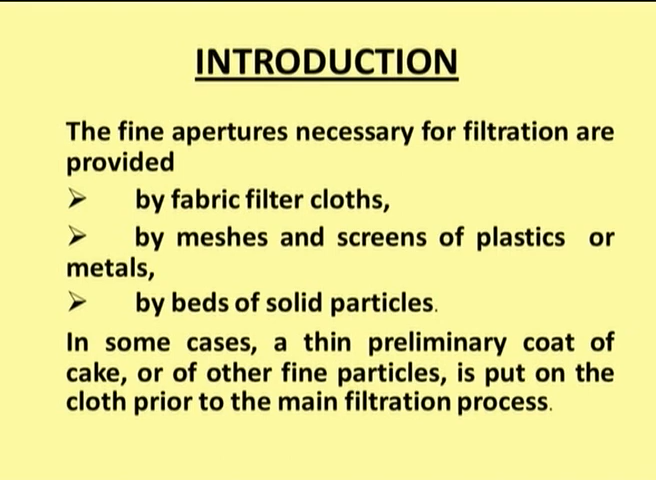 INTRODUCTION
The fine apertures necessary for filtration are
provided
➢ by fabric filter cloths,
➢ by meshes and screens of plastics or
metals,
➢ by beds of solid particles.
In some cases, a thin preliminary coat of
cake, or of other fine particles, is put on the
cloth prior to the main filtration process.